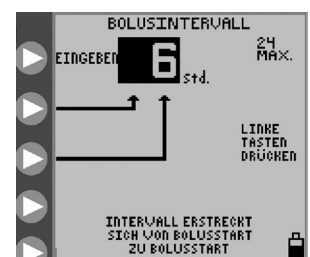 BOLUSINTERVALL
EINGEBEN 6 Std. 24
MAX.
LINKE
TASTEN
DRÜCKEN
INTERVALL ERSTRECKT
SICH VON BOLUSSTART
ZU BOLUSSTART